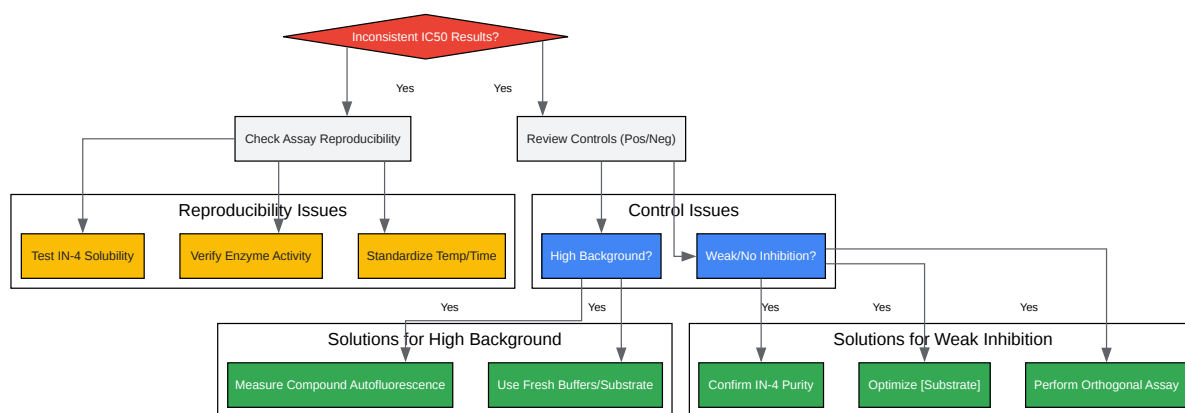 Inconsistent IC50 Results?
Yes
Yes
Check Assay Reproducibility
Review Controls (Pos/Neg)
Reproducibility Issues
Control Issues
Test IN-4 Solubility
Verify Enzyme Activity
Standardize Temp/Time
High Background?
Weak/No Inhibition?
Yes
Yes
Yes
Yes
Yes
Solutions for High Background
Solutions for Weak Inhibition
Measure Compound Autofluorescence
Use Fresh Buffers/Substrate
Confirm IN-4 Purity
Optimize [Substrate]
Perform Orthogonal Assay